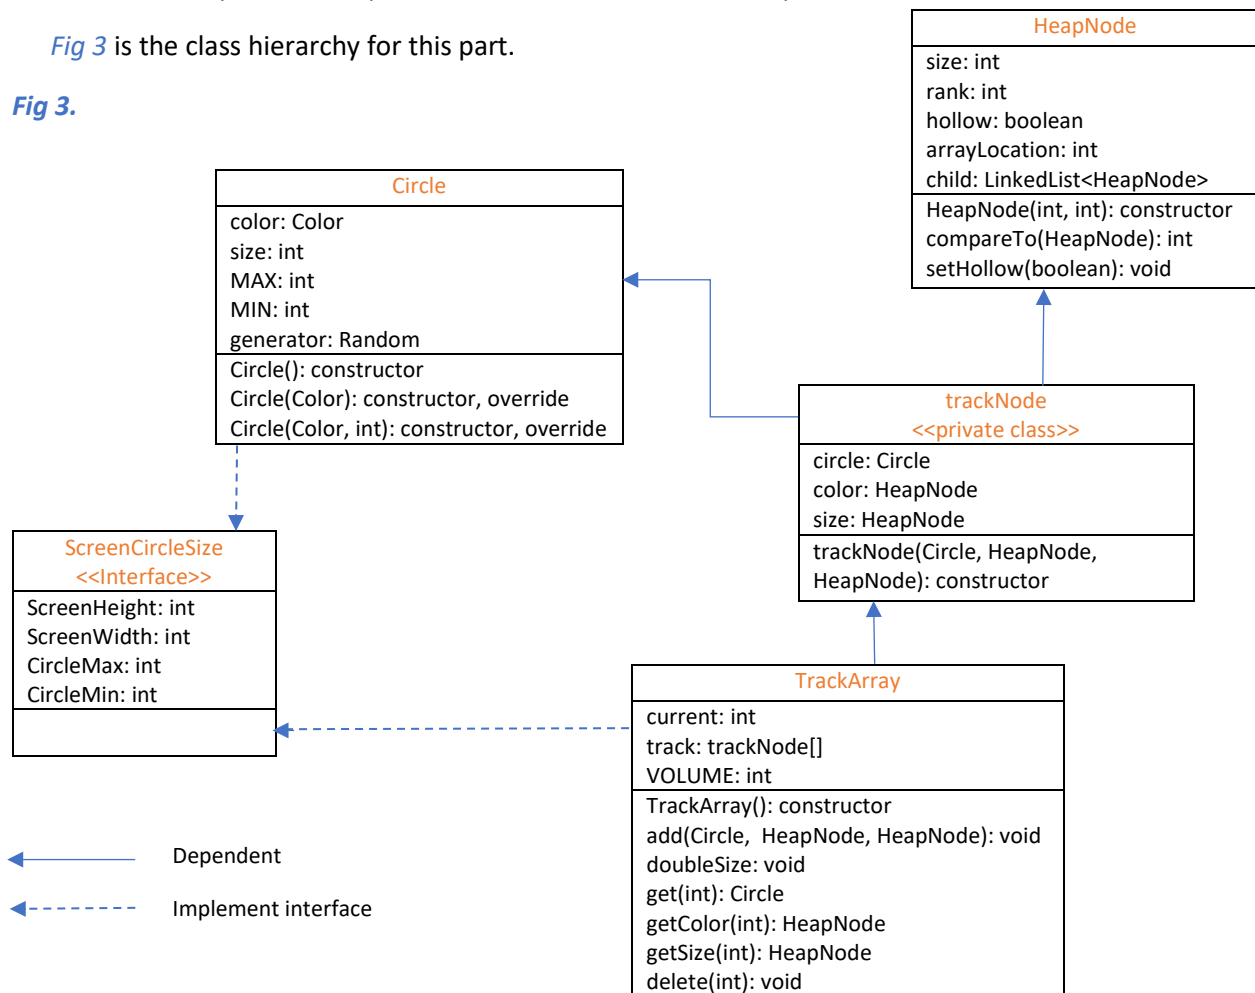 Fig 3 is the class hierarchy for this part.
Fig 3.
HeapNode
size: int
rank: int
hollow: boolean
arrayLocation: int
child: LinkedList<HeapNode>
HeapNode(int, int): constructor
compareTo(HeapNode): int
setHollow(boolean): void
Circle
color: Color
size: int
MAX: int
MIN: int
generator: Random
Circle(): constructor
Circle(Color): constructor, override
Circle(Color, int): constructor, override
trackNode
<<private class>>
circle: Circle
color: HeapNode
size: HeapNode
trackNode(Circle, HeapNode,
HeapNode): constructor
ScreenCircleSize
<<Interface>>
ScreenHeight: int
ScreenWidth: int
CircleMax: int
CircleMin: int
TrackArray
current: int
track: trackNode[]
VOLUME: int
TrackArray(): constructor
add(Circle, HeapNode, HeapNode): void
doubleSize: void
get(int): Circle
getColor(int): HeapNode
getSize(int): HeapNode
delete(int): void
Dependent
Implement interface